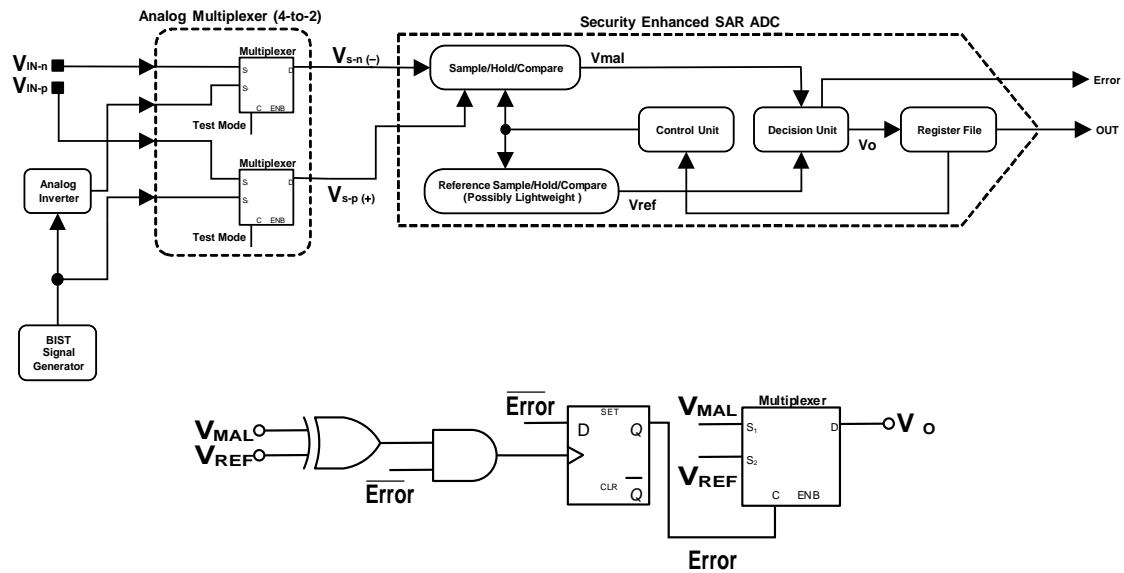 Analog Multiplexer (4-to-2)
Security Enhanced SAR ADC
Multiplexer
S
S
D
C ENB
Test Mode
VIN-n
VIN-p
Vs-n (–)
Sample/Hold/Compare
Vmal
Error
Control Unit
Decision Unit
Vo
Register File
OUT
Multiplexer
S
S
D
C ENB
Test Mode
Vs-p (+)
Reference Sample/Hold/Compare
(Possibly Lightweight )
Vref
Analog
Inverter
BIST
Signal
Generator
VMAL
VREF
Error
Error
SET
D
Q
CLR
Q
Error
Multiplexer
VMAL
S1
D
V O
VREF
S2
C ENB